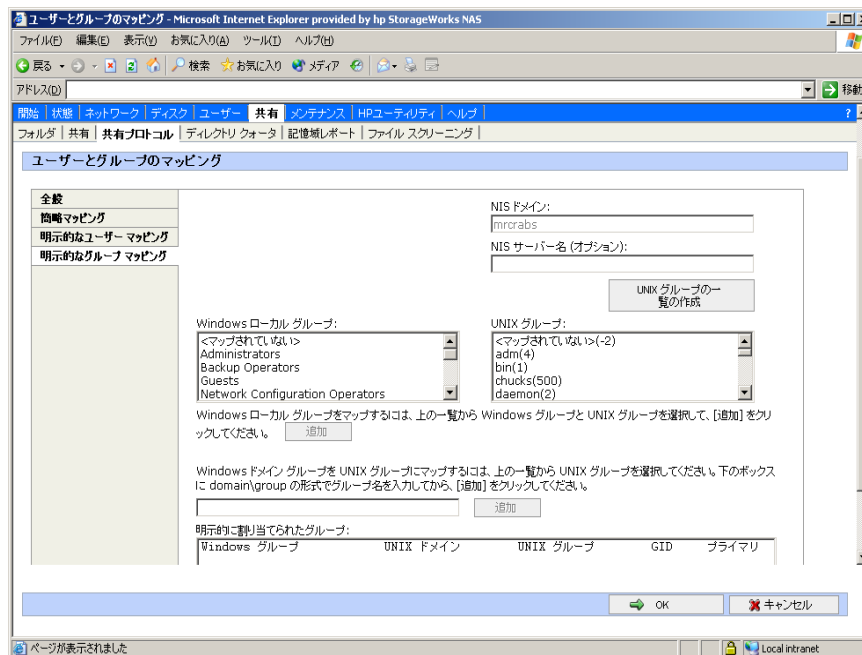 ユーザーとグループのマッピング - Microsoft Internet Explorer provided by hp StorageWorks NAS
ファイル(F) 編集(E) 表示(V) お気に入り(A) ツール(T) ヘルプ(H)
戻る 検索 お気に入り メディア
アドレス(D) 移動
開始 状態 ネットワーク ディスク ユーザー 共有 メンテナンス HPユーティリティ ヘルプ ?
フォルダ 共有 共有プロトコル ディレクトリ クォータ 記憶域レポート ファイル スクリーニング
ユーザーとグループのマッピング
全般
簡略マッピング
明示的なユーザー マッピング
明示的なグループ マッピング
NIS ドメイン:
mrcrabs
NIS サーバー名 (オプション):
UNIX グループの一
覧の作成
Windows ローカル グループ: UNIX グループ:
<マップされていない> <マップされていない>(-2)
Administrators adm(4)
Backup Operators bin(1)
Guests chucks(500)
Network Configuration Operators daemon(2)
Windows ローカル グループをマップするには、上の一覧から Windows グループと UNIX グループを選択して、[追加] をクリ
ックしてください。 追加
Windows ドメイン グループを UNIX グループにマップするには、上の一覧から UNIX グループを選択してください。下のボックス
に domain\group の形式でグループ名を入力してから、[追加] をクリックしてください。
追加
明示的に割り当てられたグループ:
Windows グループ UNIX ドメイン UNIX グループ GID プライマリ
OK キャンセル
ページが表示されました Local intranet